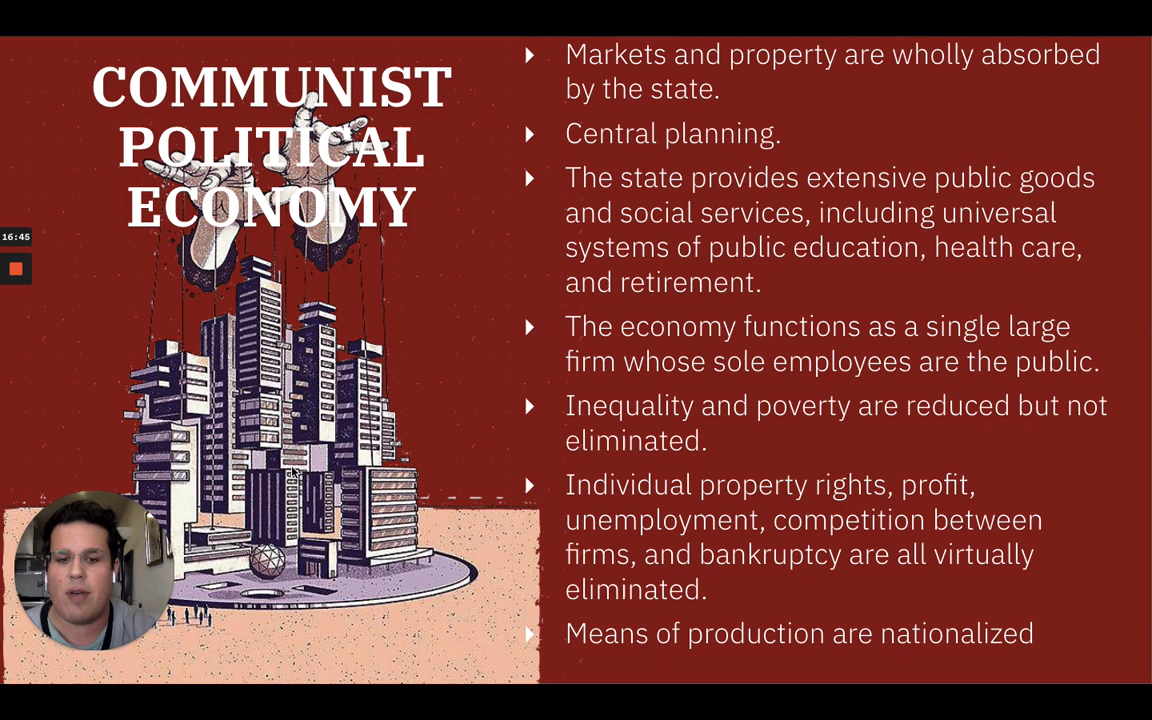 COMMUNIST
POLITICAL
ECONOMY
16:45
Markets and property are wholly absorbed
by the state.
Central planning.
The state provides extensive public goods
and social services, including universal
systems of public education, health care,
and retirement.
The economy functions as a single large
firm whose sole employees are the public.
Inequality and poverty are reduced but not
eliminated.
Individual property rights, profit,
unemployment, competition between
firms, and bankruptcy are all virtually
eliminated.
Means of production are nationalized